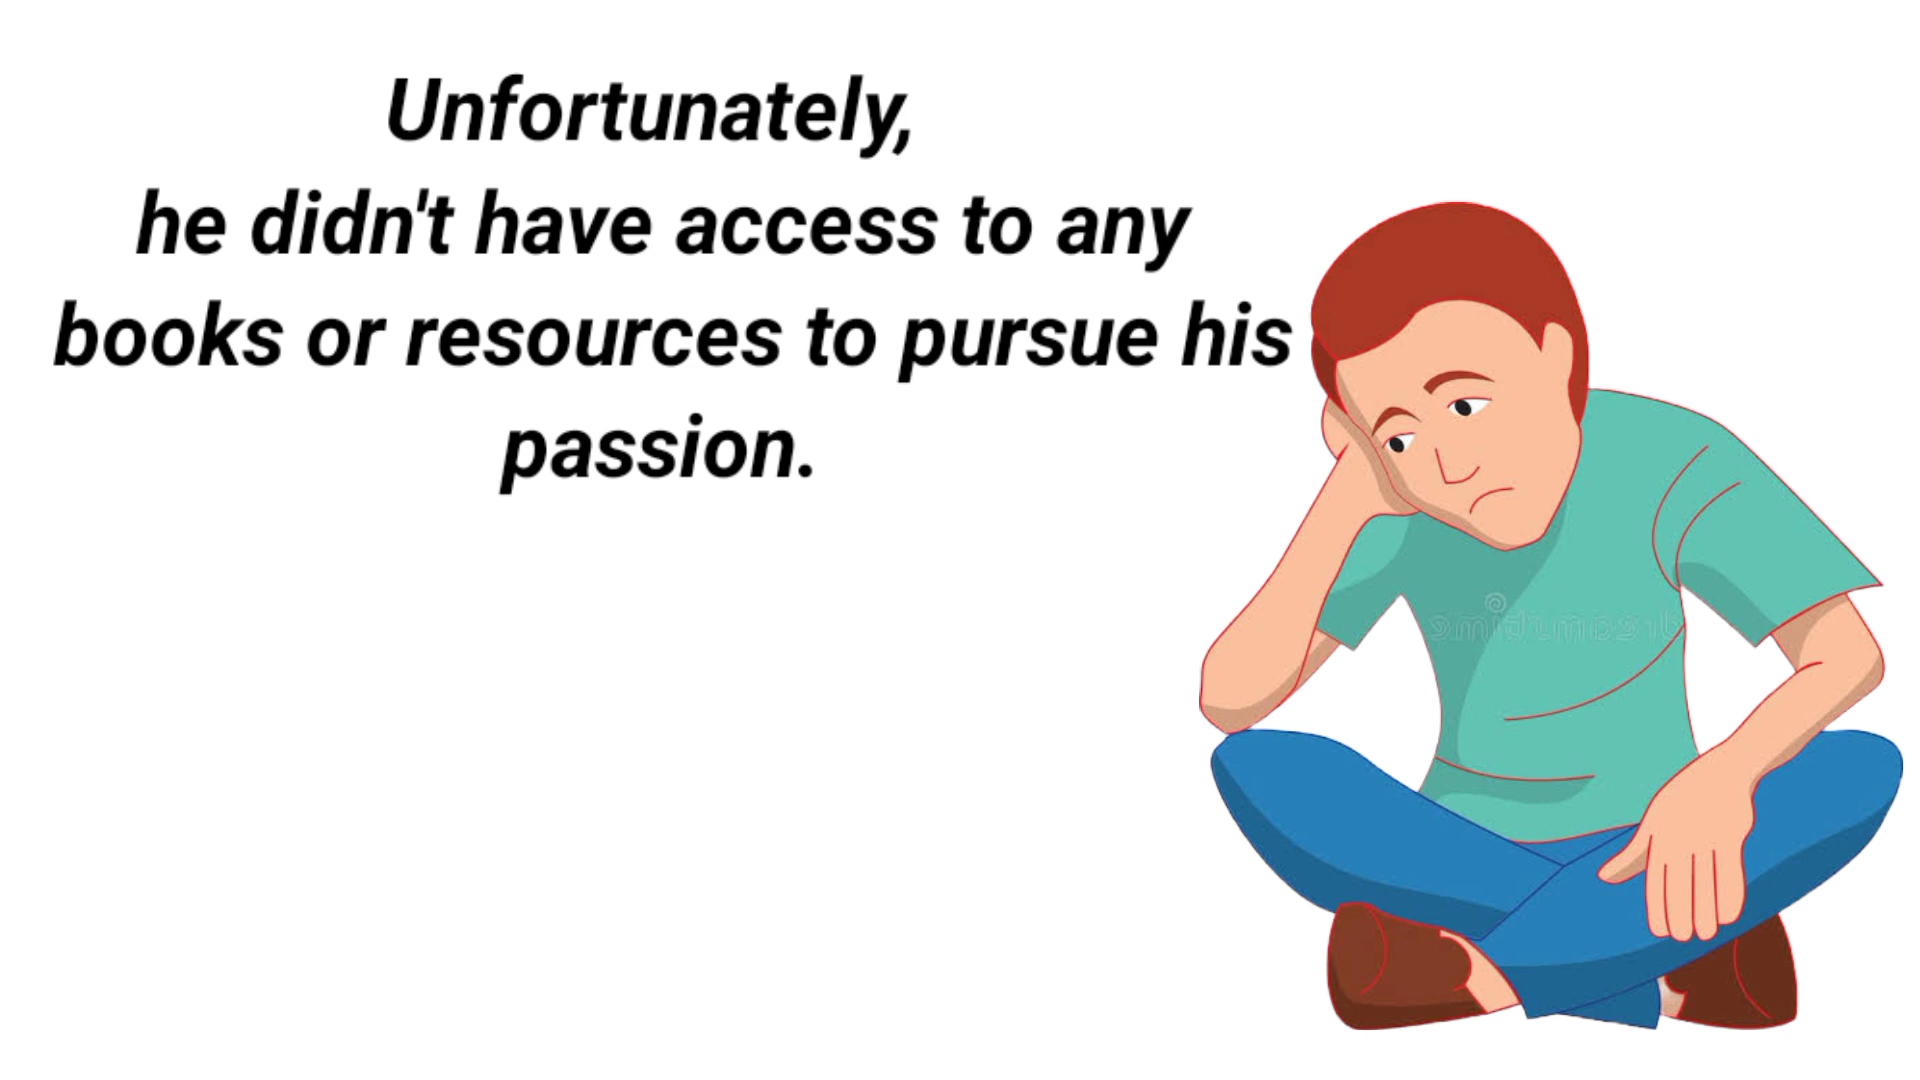 Unfortunately,
he didn't have access to any
books or resources to pursue his
passion.